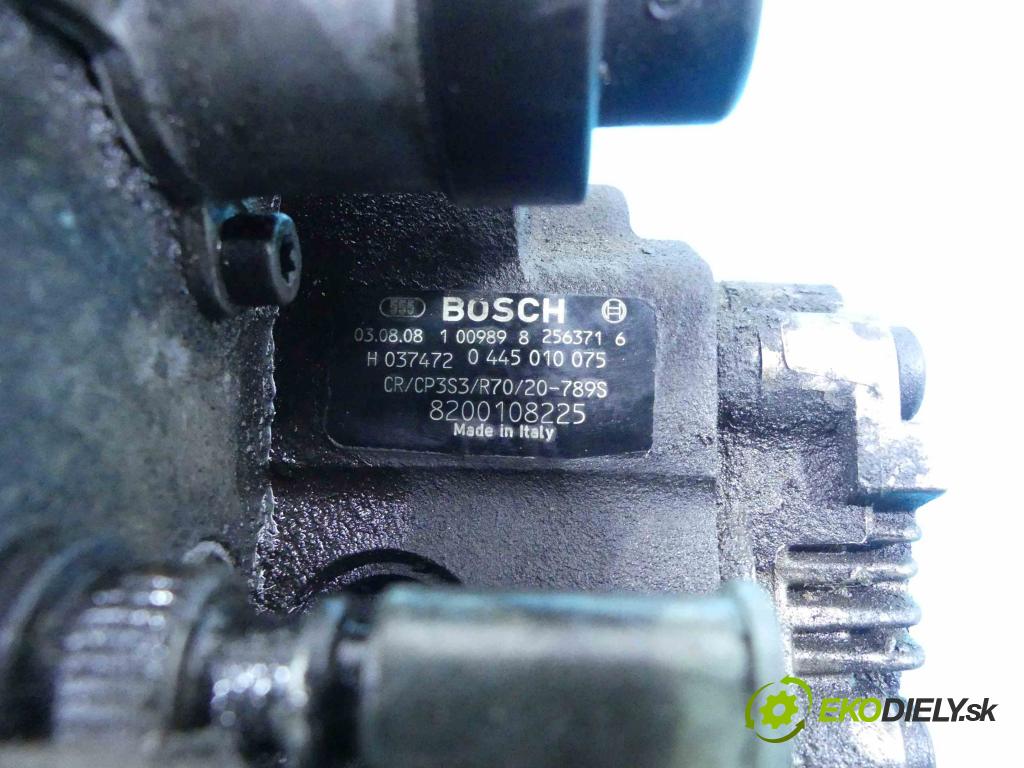 555 BOSCH
03.08.08 1 00989 8 256371 6
H 037472 0 445 010 075
CR/CP3S3/R70/20-789S
8200108225
Made in Italy
EKODIELY.sk